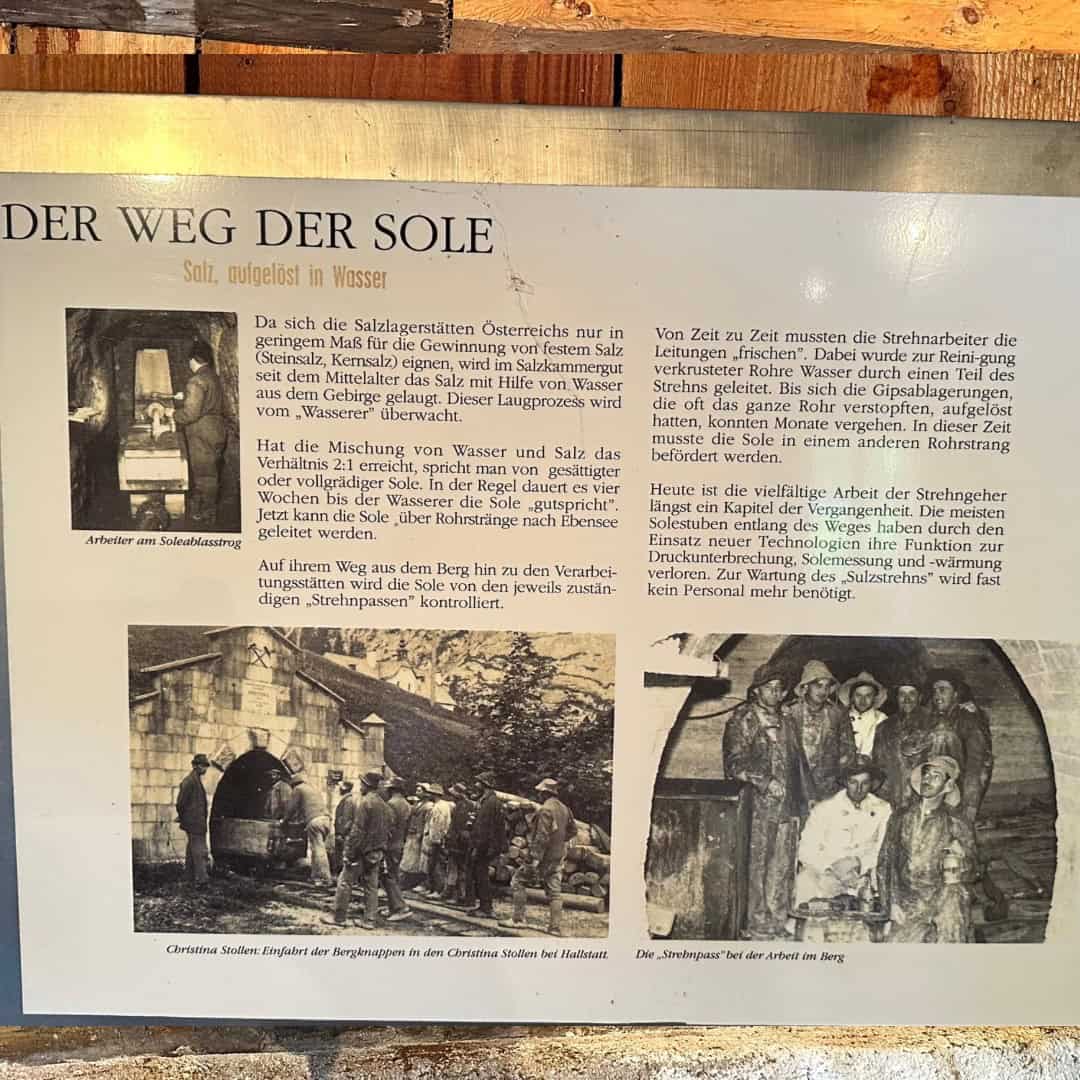 DER WEG DER SOLE
Salz, aufgelöst in Wasser
Da sich die Salzlagerstätten Österreichs nur in
geringem Maß für die Gewinnung von festem Salz
(Steinsalz, Kernsalz) eignen, wird im Salzkammergut
seit dem Mittelalter das Salz mit Hilfe von Wasser
aus dem Gebirge gelaugt. Dieser Laugprozess wird
vom „Wasserer" überwacht.
Hat die Mischung von Wasser und Salz das
Verhältnis 2:1 erreicht, spricht man von gesättigter
oder vollgrädiger Sole. In der Regel dauert es vier
Wochen bis der Wasserer die Sole „gutspricht".
Jetzt kann die Sole über Rohrstränge nach Ebensee
geleitet werden.
Auf ihrem Weg aus dem Berg hin zu den Verarbei-
tungsstätten wird die Sole von den jeweils zustän-
digen „Strehnpassen" kontrolliert.
Arbeiter am Soleablasstrog
Von Zeit zu Zeit mussten die Strehnarbeiter die
Leitungen „frischen". Dabei wurde zur Reini-gung
verkrusteter Rohre Wasser durch einen Teil des
Strehns geleitet. Bis sich die Gipsablagerungen,
die oft das ganze Rohr verstopften, aufgelöst
hatten, konnten Monate vergehen. In dieser Zeit
musste die Sole in einem anderen Rohrstrang
befördert werden.
Heute ist die vielfältige Arbeit der Strehngeher
längst ein Kapitel der Vergangenheit. Die meisten
Solestuben entlang des Weges haben durch den
Einsatz neuer Technologien ihre Funktion zur
Druckunterbrechung, Solemessung und -wärmung
verloren. Zur Wartung des „Sulzstrehns" wird fast
kein Personal mehr benötigt.
Christina Stollen: Einfahrt der Bergknappen in den Christina Stollen bei Hallstatt.
Die „Strehnpass" bei der Arbeit im Berg